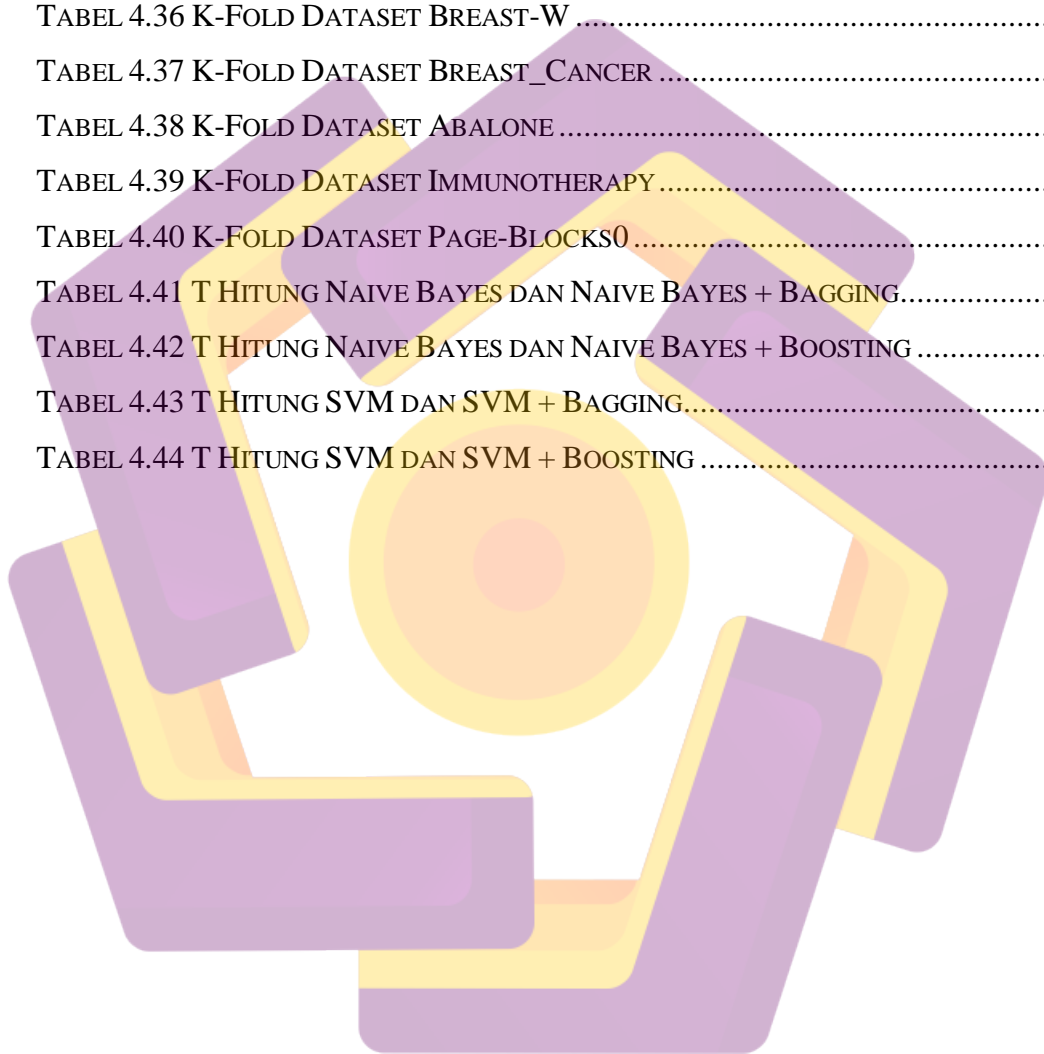 TABEL 4.36 K-FOLD DATASET BREAST-W ....................................................................
TABEL 4.37 K-FOLD DATASET BREAST_CANCER ........................................................
TABEL 4.38 K-FOLD DATASET ABALONE ......................................................................
TABEL 4.39 K-FOLD DATASET IMMUNOTHERAPY ........................................................
TABEL 4.40 K-FOLD DATASET PAGE-BLOCKS0 ...........................................................
TABEL 4.41 T HITUNG NAIVE BAYES DAN NAIVE BAYES + BAGGING.....................
TABEL 4.42 T HITUNG NAIVE BAYES DAN NAIVE BAYES + BOOSTING ..................
TABEL 4.43 T HITUNG SVM DAN SVM + BAGGING.....................................................
TABEL 4.44 T HITUNG SVM DAN SVM + BOOSTING ..................................................